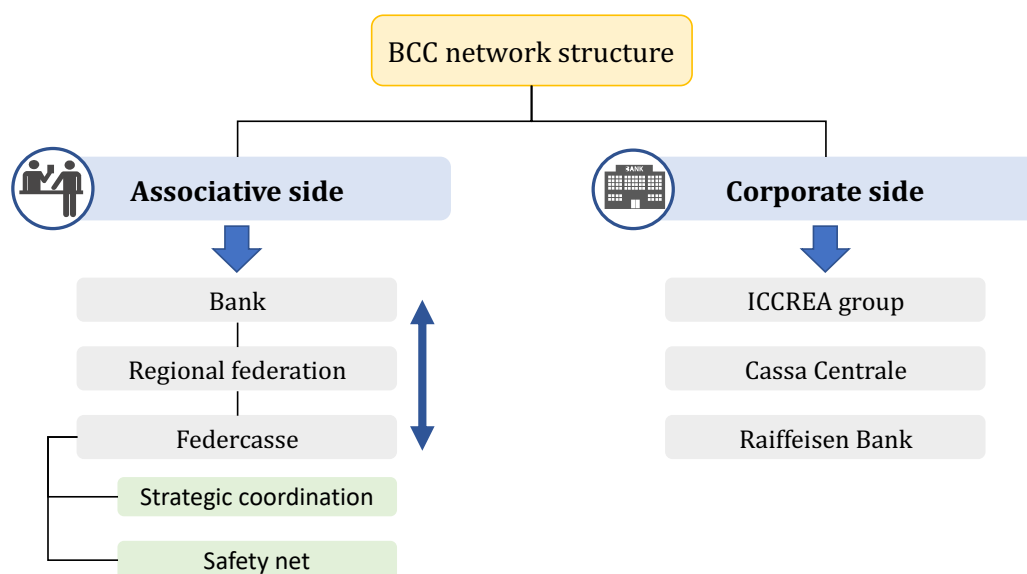 BCC network structure
BANK
Associative side
Corporate side
Bank
Regional federation
Federcasse
Strategic coordination
Safety net
ICCREA group
Cassa Centrale
Raiffeisen Bank